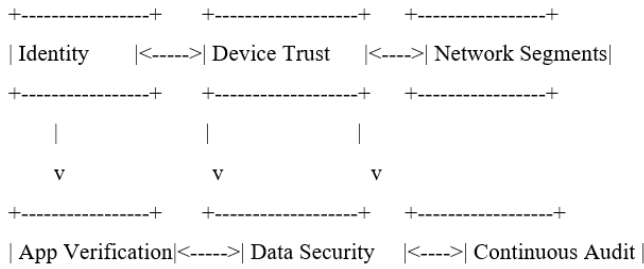 +-----------------+ +-------------------+ +-----------------+
| Identity |<----->| Device Trust |<---->| Network Segments|
+-----------------+ +-------------------+ +-----------------+
| | |
v v v
+-----------------+ +-------------------+ +------------------+
| App Verification|<----->| Data Security |<---->| Continuous Audit |